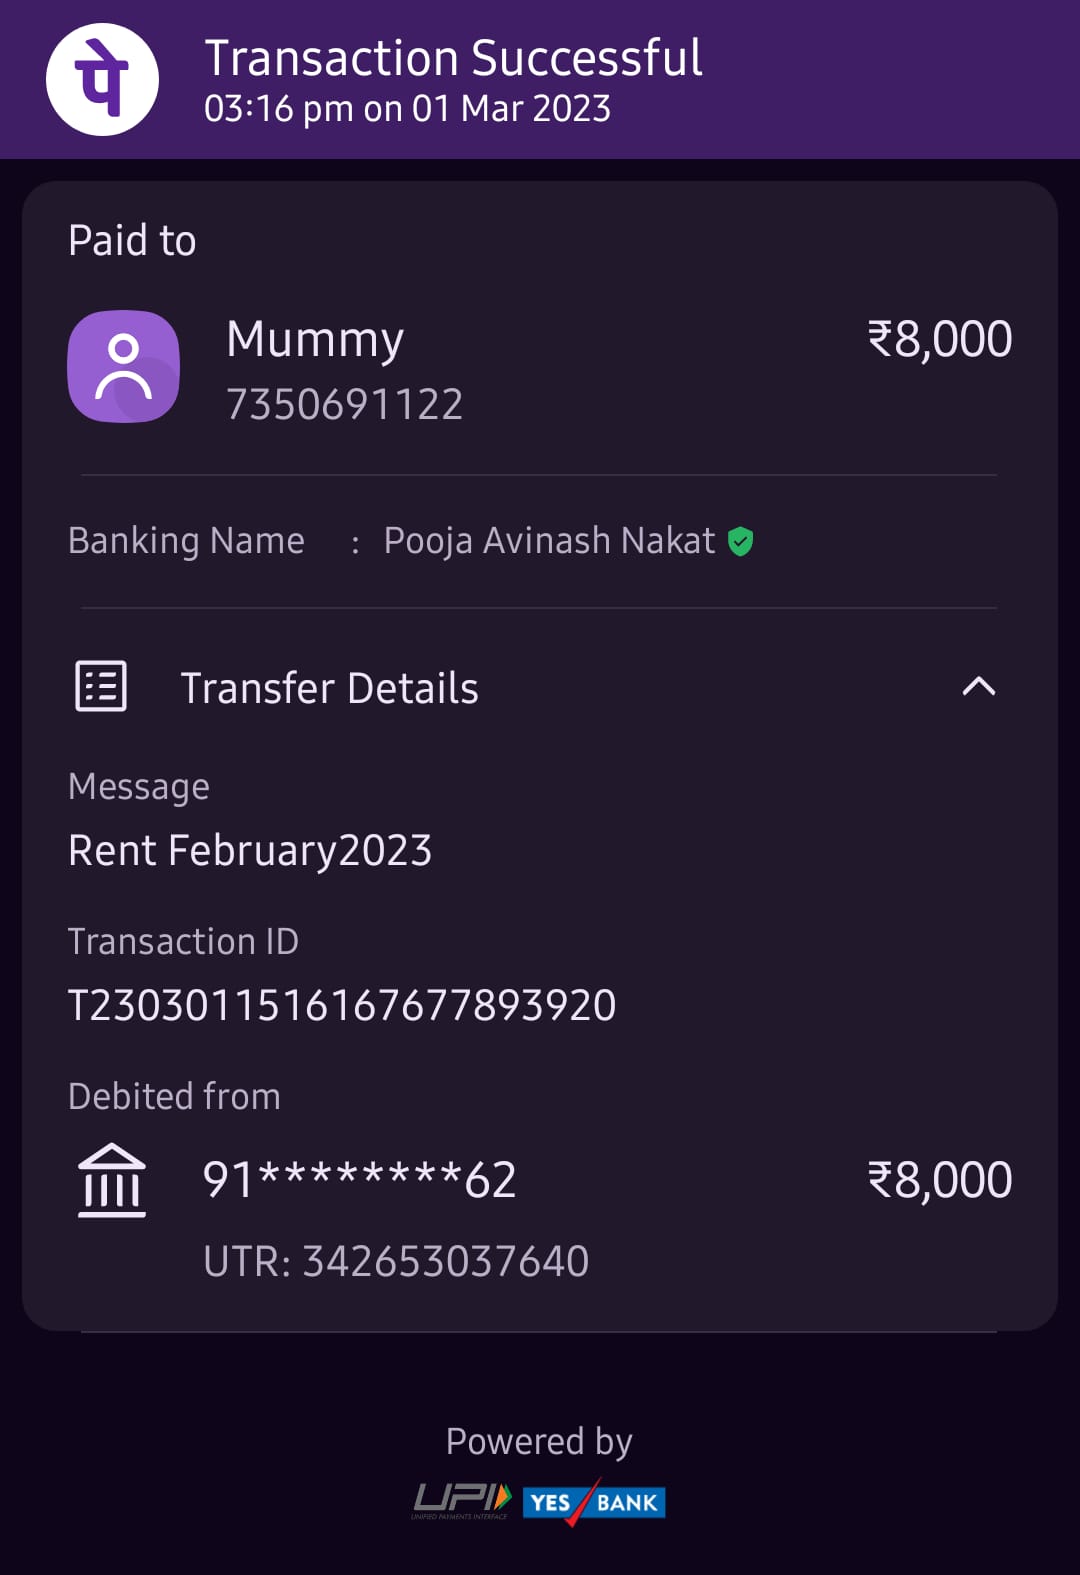 पे
Transaction Successful
03:16 pm on 01 Mar 2023
Paid to
Mummy
₹8,000
7350691122
Banking Name : Pooja Avinash Nakat
Transfer Details
Message
Rent February2023
Transaction ID
T2303011516167677893920
Debited from
91********62
₹8,000
UTR: 342653037640
Powered by
UPI
UNIFIED PAYMENTS INTERFACE
YES BANK